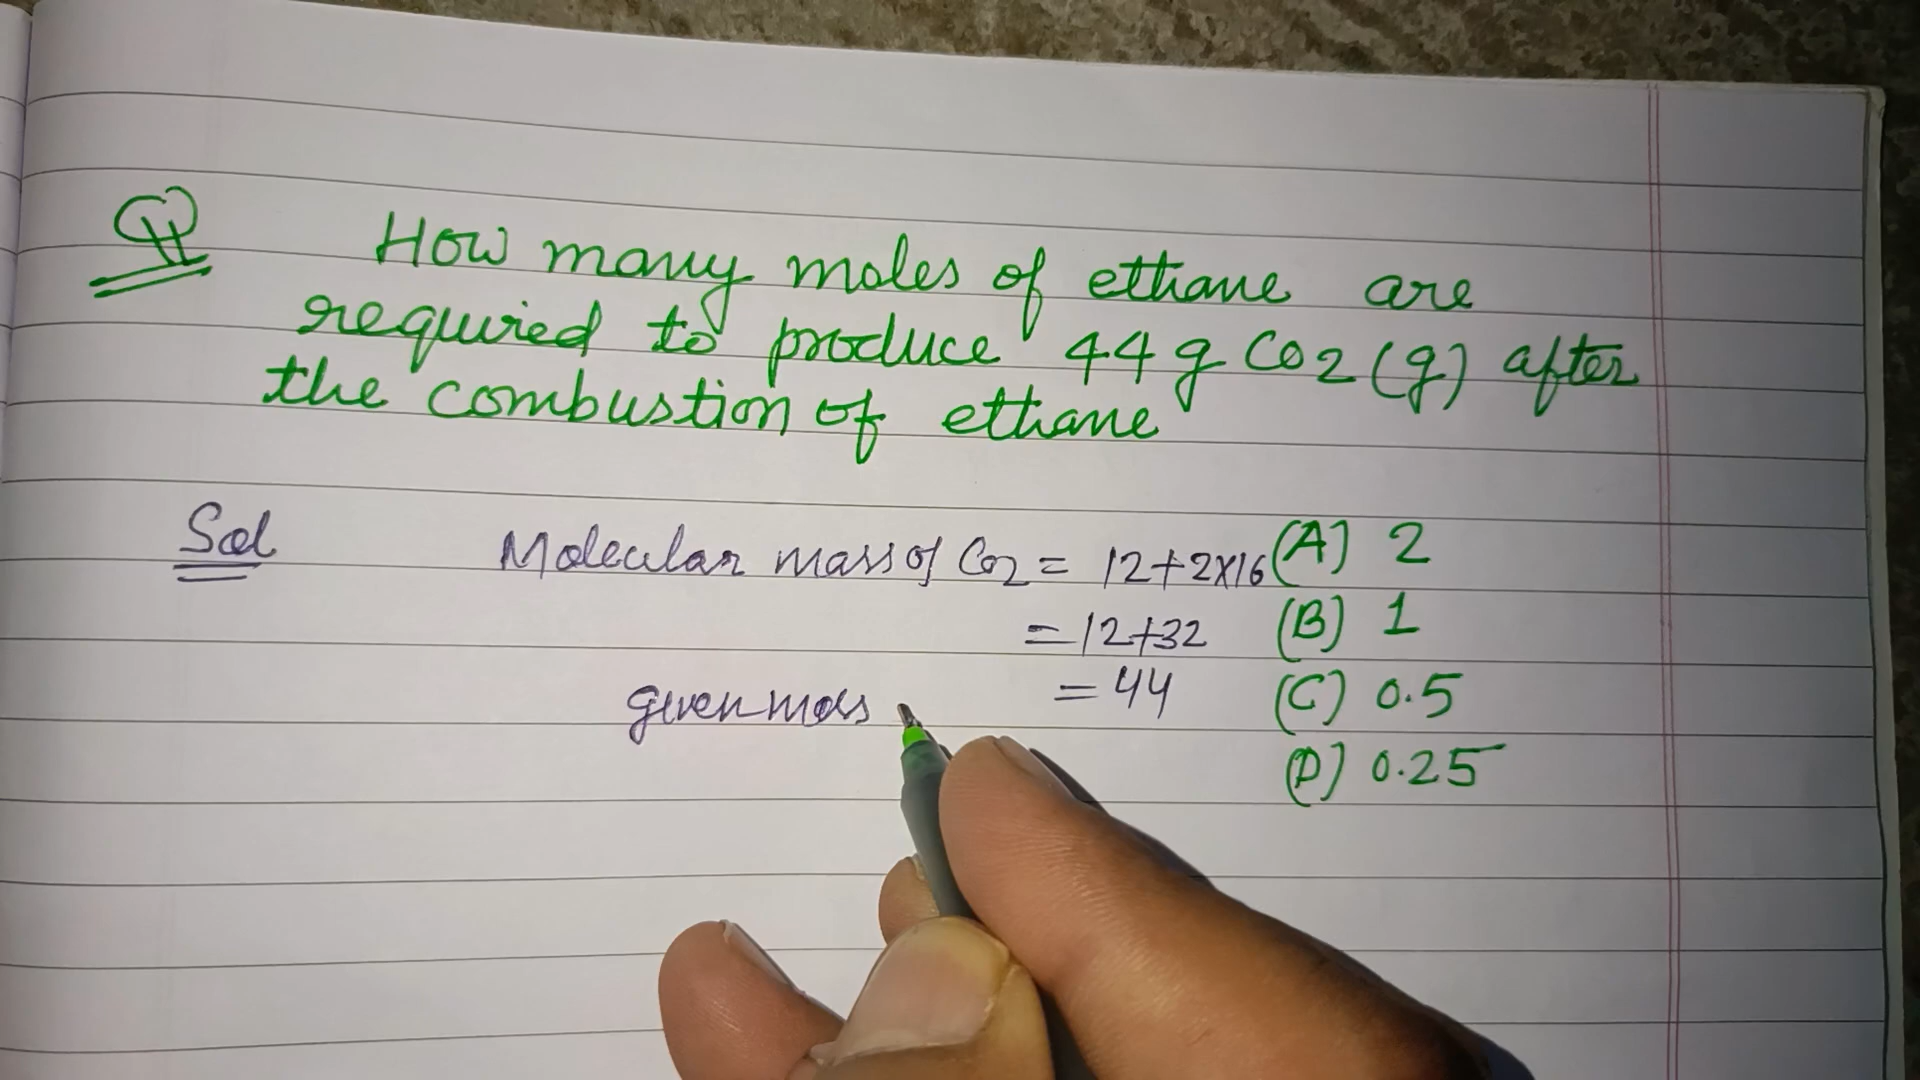 Q How many moles of ethane are
required to produce 44 g CO2 (g) after
the combustion of ethane
Sol Molecular mass of CO2 = 12+2x16
= 12+32
= 44
given mass
(A) 2
(B) 1
(C) 0.5
(D) 0.25